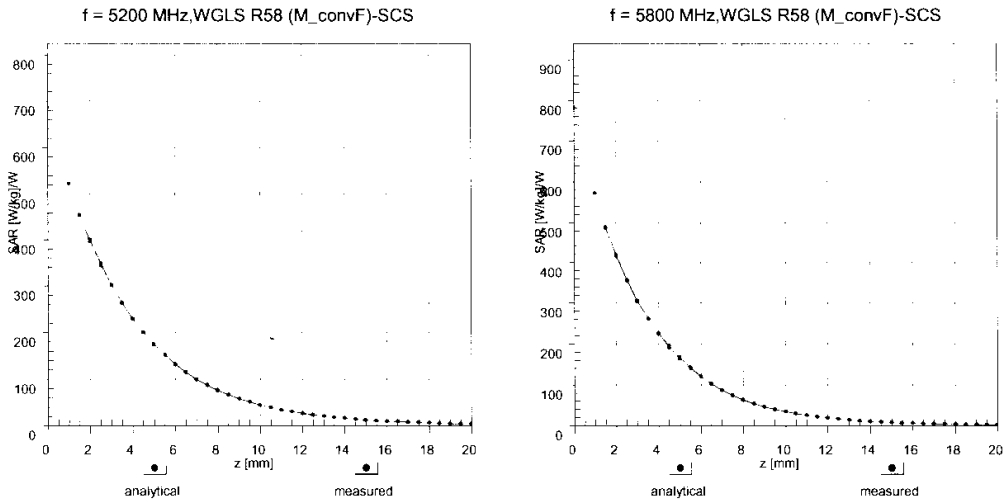 f = 5200 MHz,WGLS R58 (M_convF)-SCS
800
700
600
SAR [W/kg]/W
400
300
200
100
0
0 2 4 6 8 10 12 14 16 18 20
z [mm]
analytical measured
f = 5800 MHz,WGLS R58 (M_convF)-SCS
900
800
700
600
SAR [W/kg]/W
500
400
300
200
100
0
0 2 4 6 8 10 12 14 16 18 20
z [mm]
analytical measured